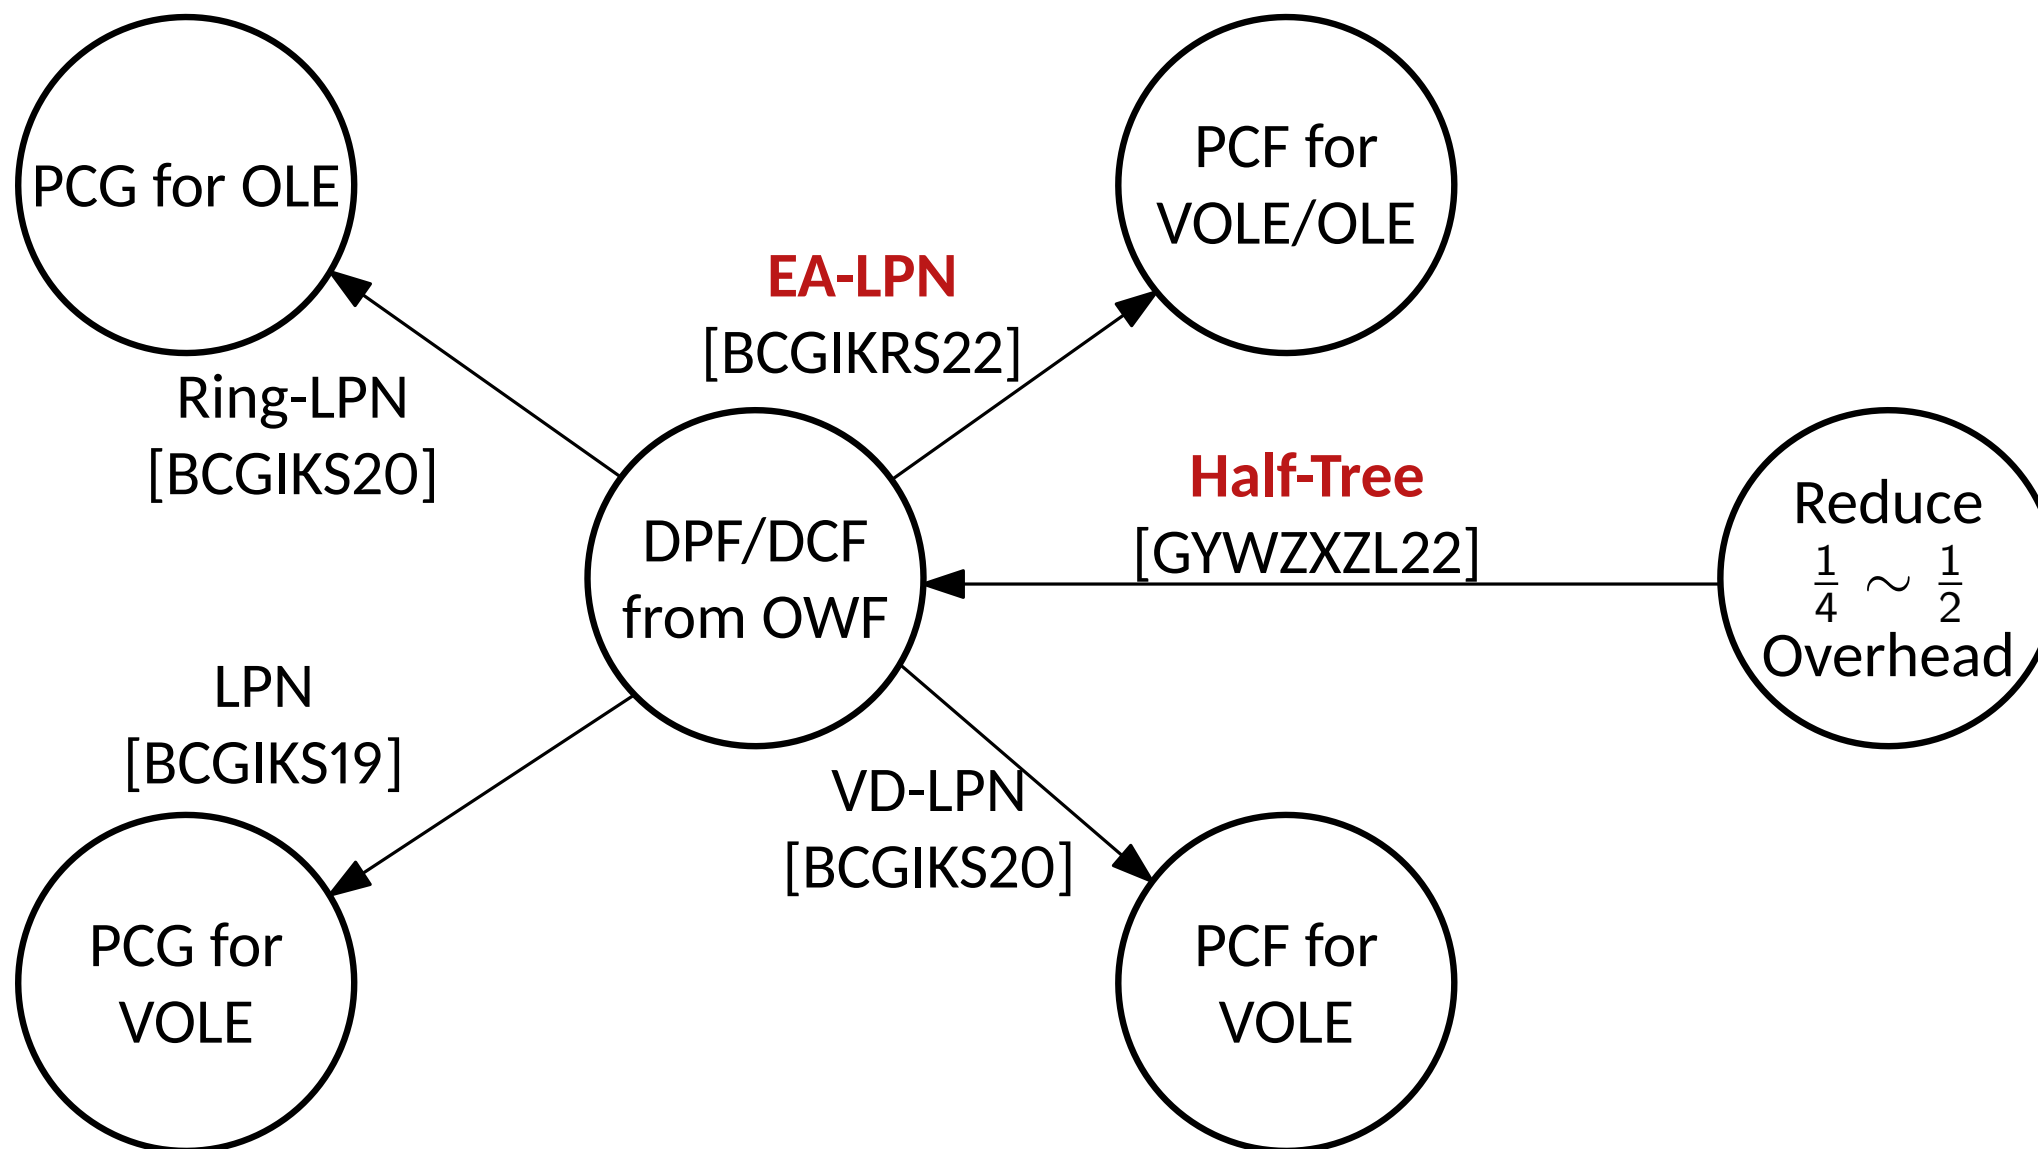 PCG for OLE
PCF for
VOLE/OLE
EA-LPN
[BCGIKRS22]
Ring-LPN
[BCGIKS20]
Half-Tree
[GYWZXZL22]
DPF/DCF
from OWF
Reduce
1/4 ∼ 1/2
Overhead
LPN
[BCGIKS19]
VD-LPN
[BCGIKS20]
PCG for
VOLE
PCF for
VOLE